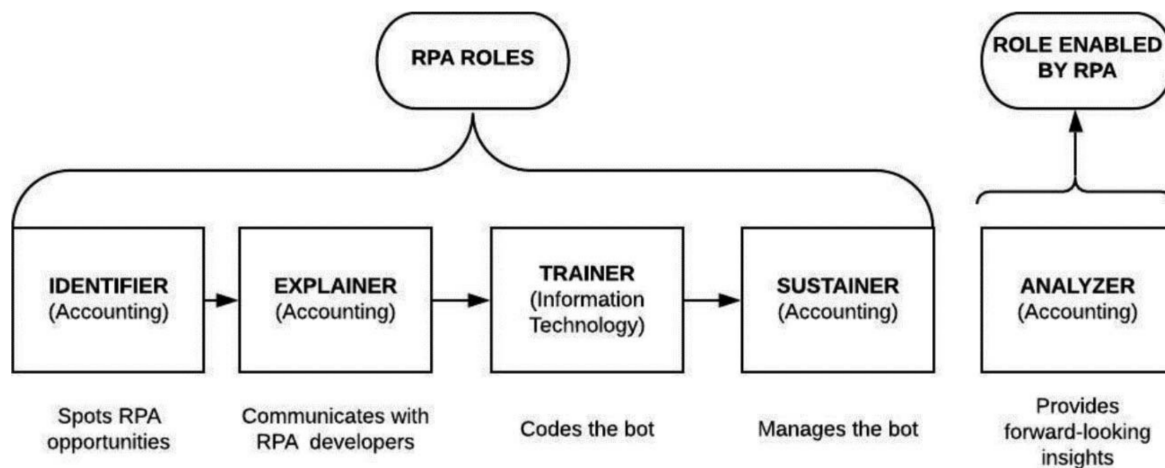 RPA ROLES
ROLE ENABLED
BY RPA
IDENTIFIER
(Accounting)
EXPLAINER
(Accounting)
TRAINER
(Information
Technology)
SUSTAINER
(Accounting)
ANALYZER
(Accounting)
Spots RPA
opportunities
Communicates with
RPA developers
Codes the bot
Manages the bot
Provides
forward-looking
insights